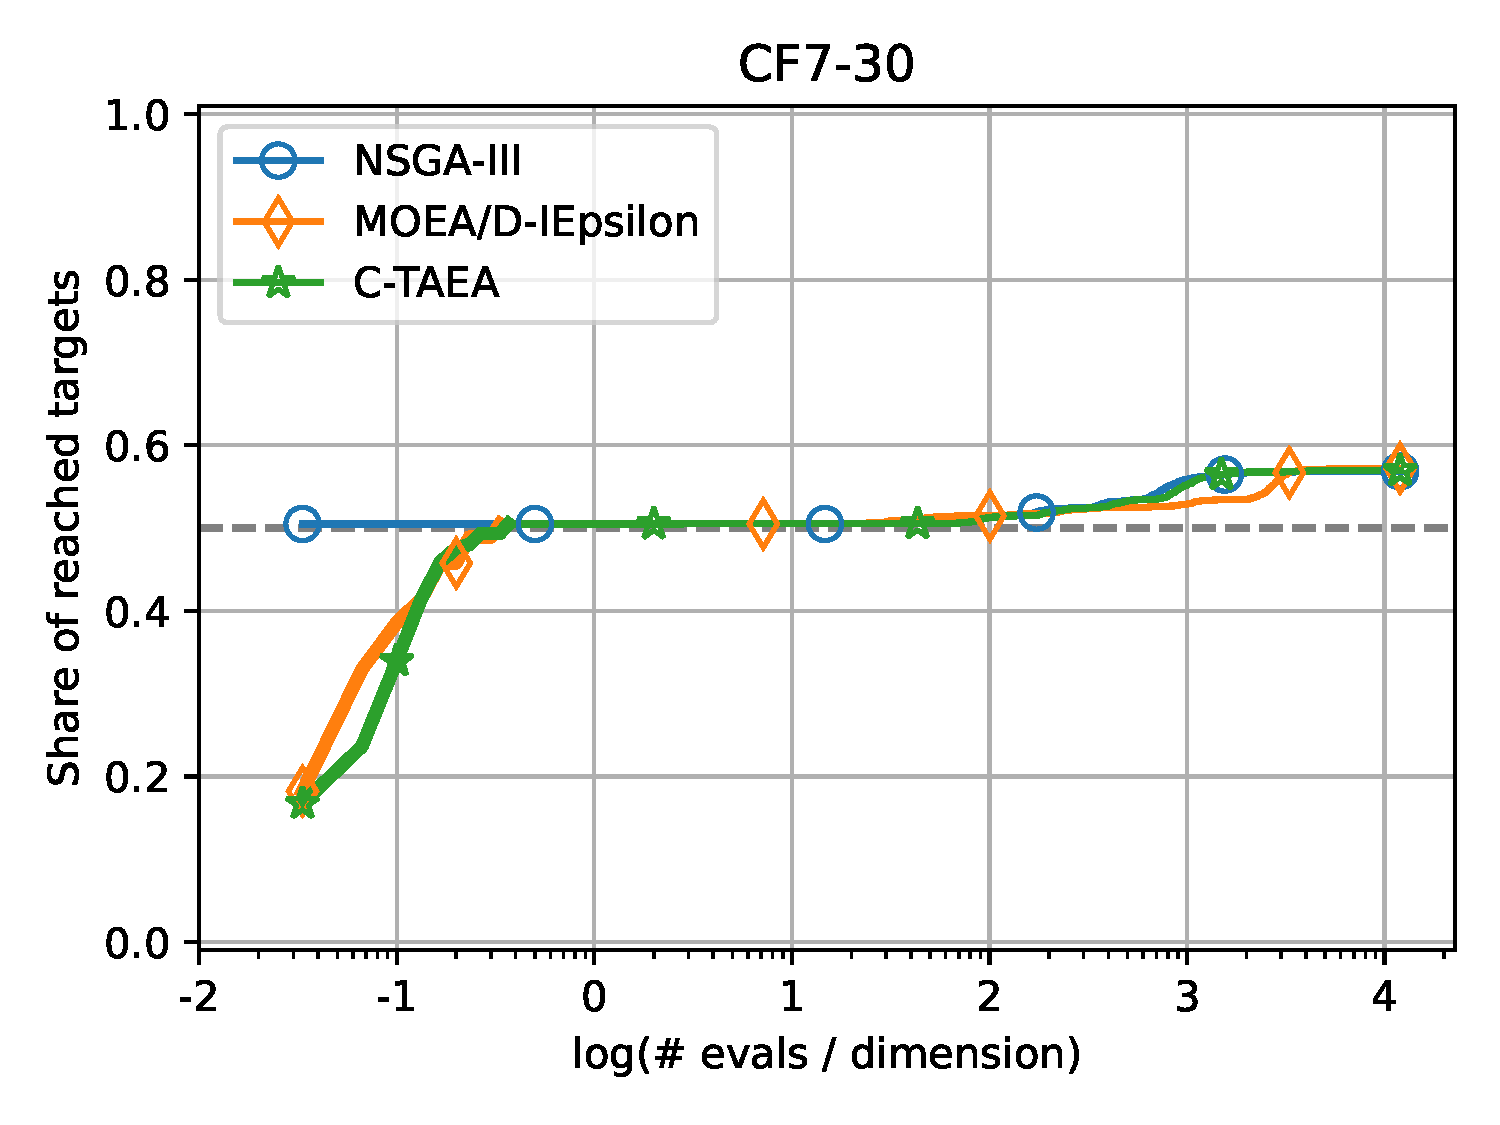 CF7-30
1.0
0.8
0.6
0.4
0.2
0.0
Share of reached targets
NSGA-III
MOEA/D-IEpsilon
C-TAEA
-2 -1 0 1 2 3 4
log(# evals / dimension)